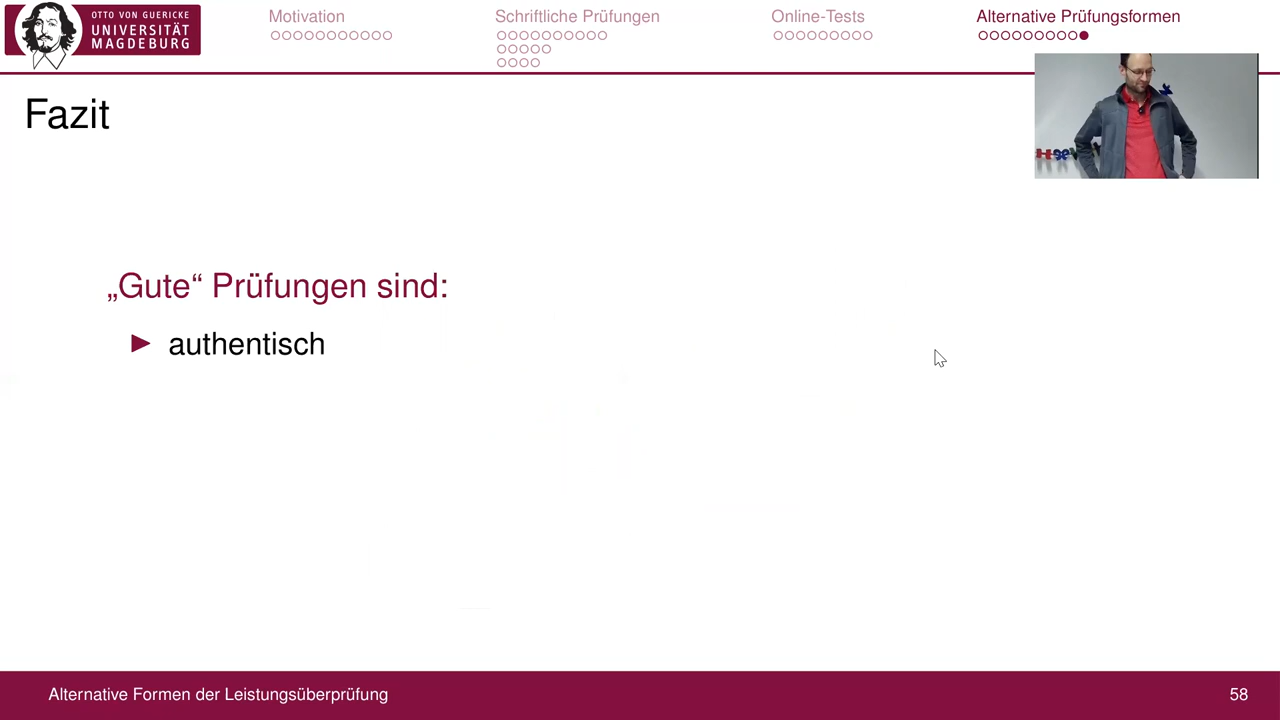 OTTO VON GUERICKE
UNIVERSITÄT
MAGDEBURG
Motivation
Schriftliche Prüfungen
Online-Tests
Alternative Prüfungsformen
Fazit
„Gute“ Prüfungen sind:
authentisch
Alternative Formen der Leistungsüberprüfung
58